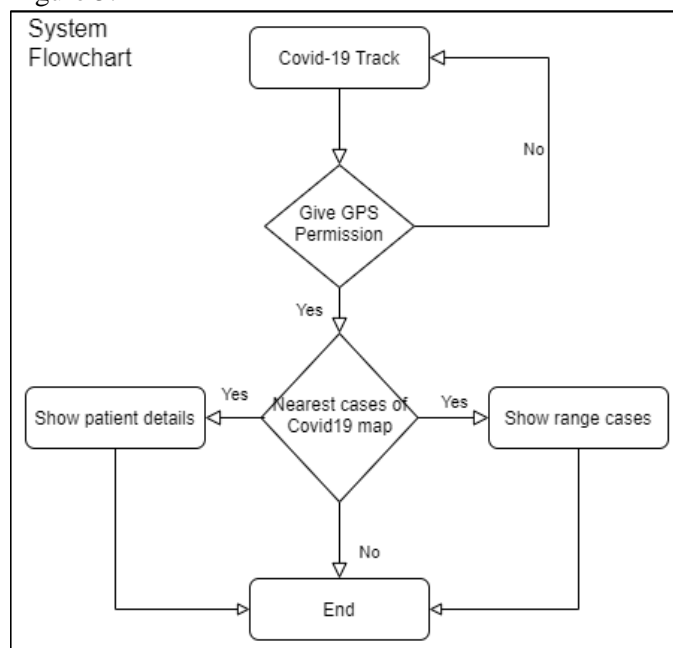 System
Flowchart
Covid-19 Track
No
Give GPS
Permission
Yes
Yes
Nearest cases of
Covid19 map
Yes
Show patient details
Show range cases
No
End